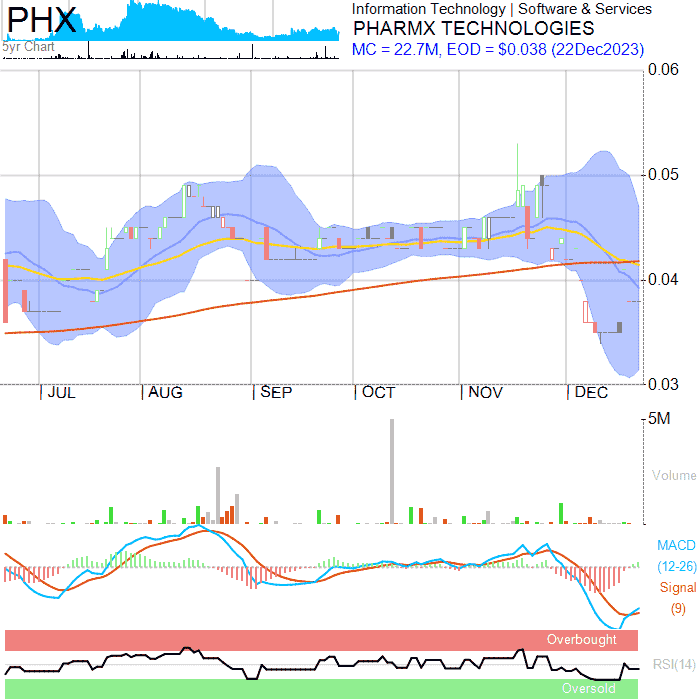 PHX
5yr Chart
Information Technology | Software & Services
PHARMX TECHNOLOGIES
MC = 22.7M, EOD = $0.038 (22Dec2023)
0.06
0.05
0.04
0.03
| JUL | AUG | SEP | OCT | NOV | DEC
5M
Volume
MACD
(12-26)
Signal
(9)
Overbought
RSI(14)
Oversold